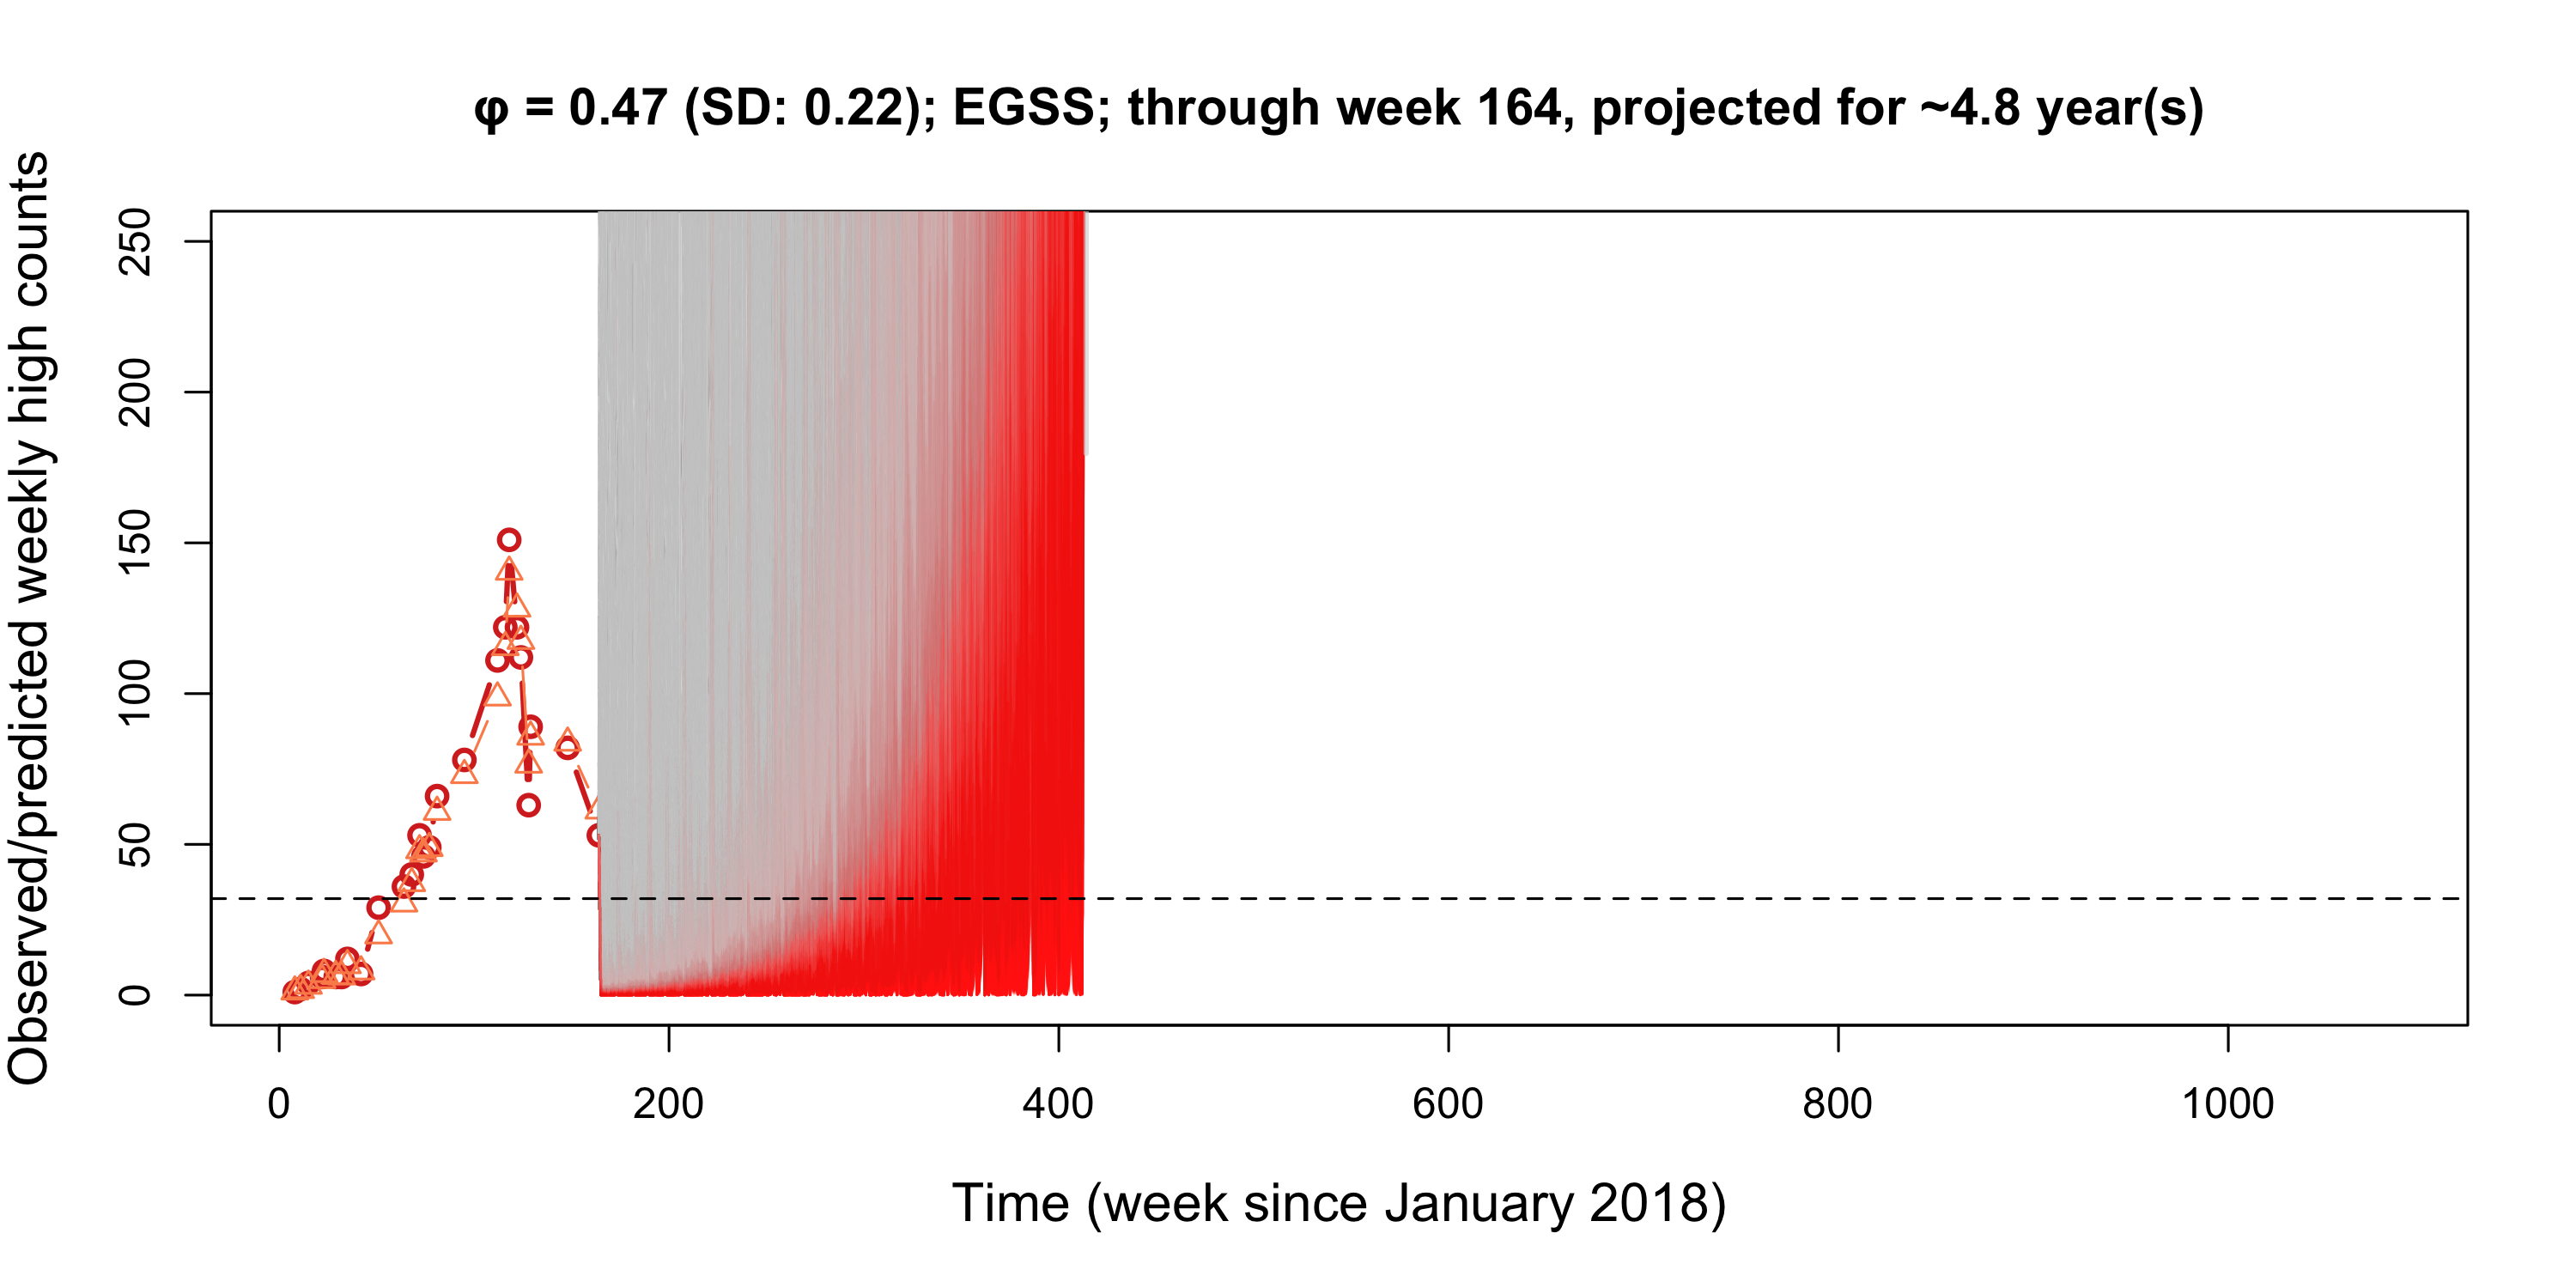 φ = 0.47 (SD: 0.22); EGSS; through week 164, projected for ~4.8 year(s)
Observed/predicted weekly high counts
250
200
150
100
50
0
0 200 400 600 800 1000
Time (week since January 2018)